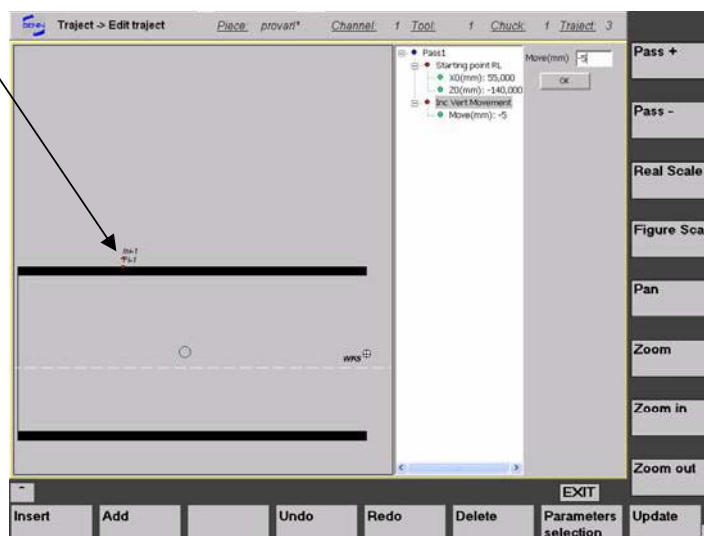 Traject -> Edit traject Piece: provari* Channel: 1 Tool: 1 Chuck: 1 Traject: 3
Pass1
Starting point RL
X0(mm): 55,000
Z0(mm): -140,000
Inc Vert Movement
Move(mm): -5
Move(mm) -5
OK
WKS
Pass +
Pass -
Real Scale
Figure Sca
Pan
Zoom
Zoom in
Zoom out
EXIT
Insert Add Undo Redo Delete Parameters selection Update